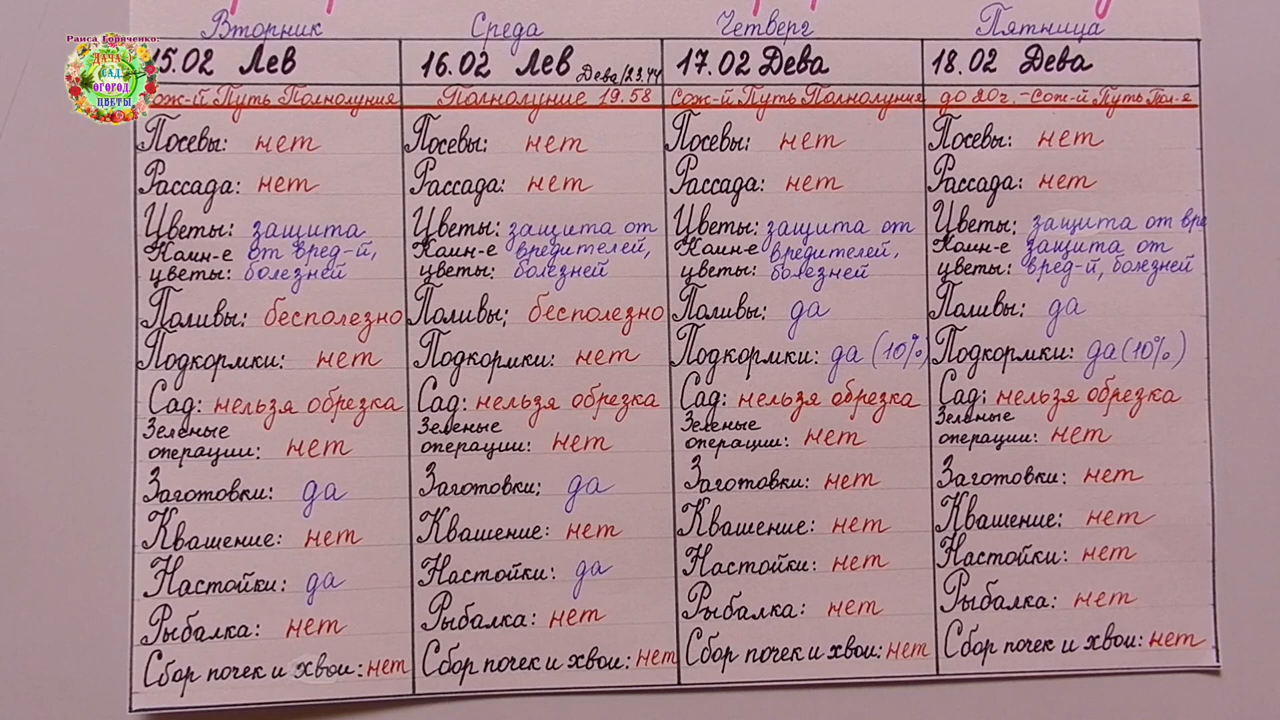 Раиса Горяченко:
ДАЧА
САД
ОГОРОД
ЦВЕТЫ
Вторник
15.02 Лев
Сож-й Путь Полнолуния
Посевы: нет
Рассада: нет
Цветы: защита
Комн-е от вред-й,
цветы: болезней
Поливы: бесполезно
Подкормки: нет
Сад: нельзя обрезка
Зеленые
операции: нет
Заготовки: да
Квашение: нет
Настойки: да
Рыбалка: нет
Сбор почек и хвои: нет
Среда
16.02 Лев Дева/23.44
Полнолуние 19.58
Посевы: нет
Рассада: нет
Цветы: защита от
Комн-е вредителей,
цветы: болезней
Поливы; бесполезно
Подкормки: нет
Сад: нельзя обрезка
Зеленые
операции: нет
Заготовки; да
Квашение: нет
Настойки: да
Рыбалка: нет
Сбор почек и хвои: нет
Четверг
17.02 Дева
Сож-й Путь Полнолуния
Посевы: нет
Рассада: нет
Цветы: защита от
Комн-е вредителей,
цветы: болезней
Поливы; да
Подкормки: да (10%)
Сад: нельзя обрезка
Зеленые
операции: нет
Заготовки: нет
Квашение: нет
Настойки: нет
Рыбалка: нет
Сбор почек и хвои: нет
Пятница
18.02 Дева
до 20ч.-Сож-й Путь Пол-я
Посевы: нет
Рассада: нет
Цветы: защита от вре
Комн-е защита от
цветы: вред-й, болезней
Поливы: да
Подкормки: да (10%)
Сад; нельзя обрезка
Зеленые
операции: нет
Заготовки: нет
Квашение: нет
Настойки: нет
Рыбалка: нет
Сбор почек и хвои: нет